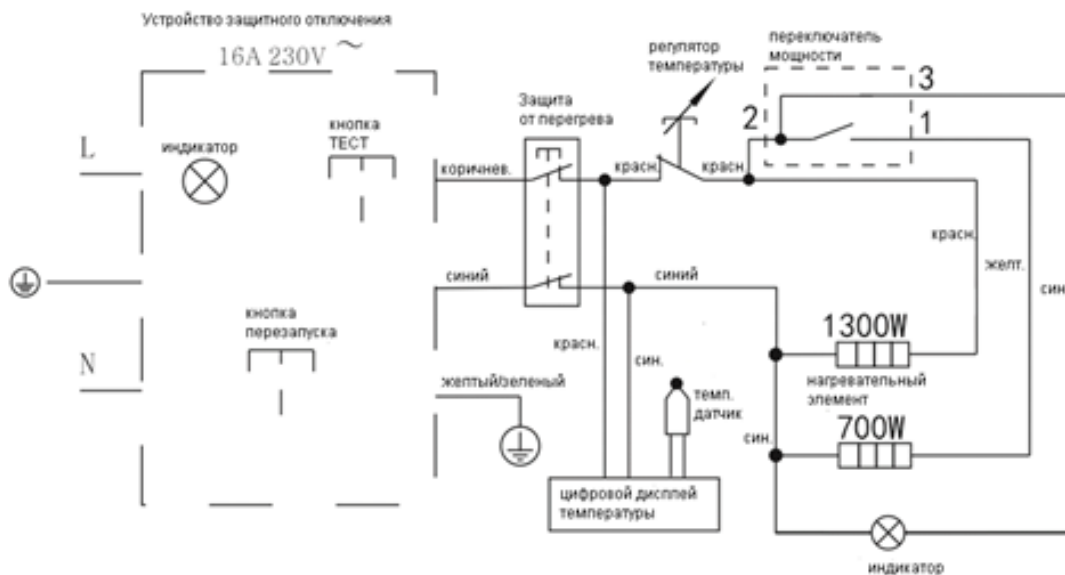 Устройство защитного отключения
16A 230V ~
L
индикатор
кнопка
ТЕСТ
N
кнопка
перезапуска
коричнев.
синий
желтый/зеленый
Защита
от перегрева
красн.
регулятор
температуры
красн.
синий
переключатель
мощности
2
3
1
красн.
желт.
син
красн.
син.
темп.
датчик
цифровой дисплей
температуры
1300W
нагревательный
элемент
700W
син.
индикатор